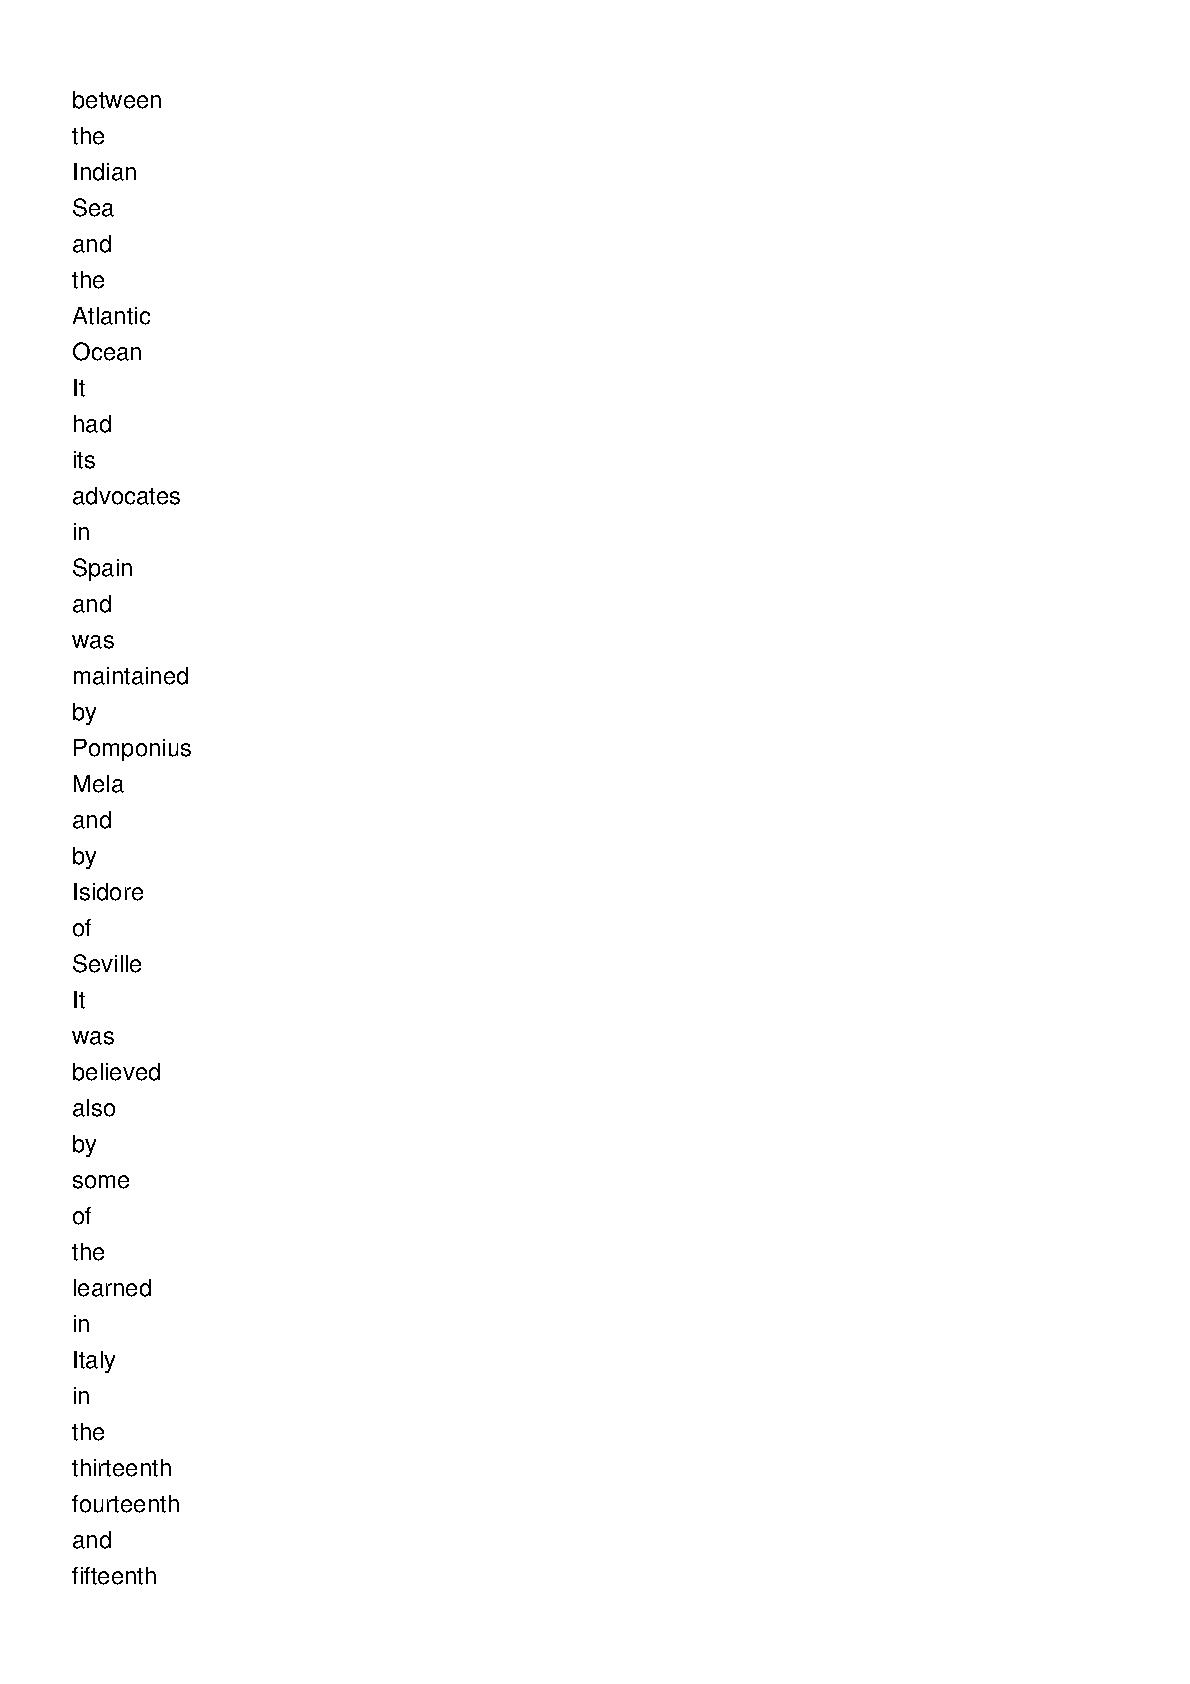 between
the
Indian
Sea
and
the
Atlantic
Ocean
It
had
its
advocates
in
Spain
and
was
maintained
by
Pomponius
Mela
and
by
Isidore
of
Seville
It
was
believed
also
by
some
of
the
learned
in
Italy
in
the
thirteenth
fourteenth
and
fifteenth